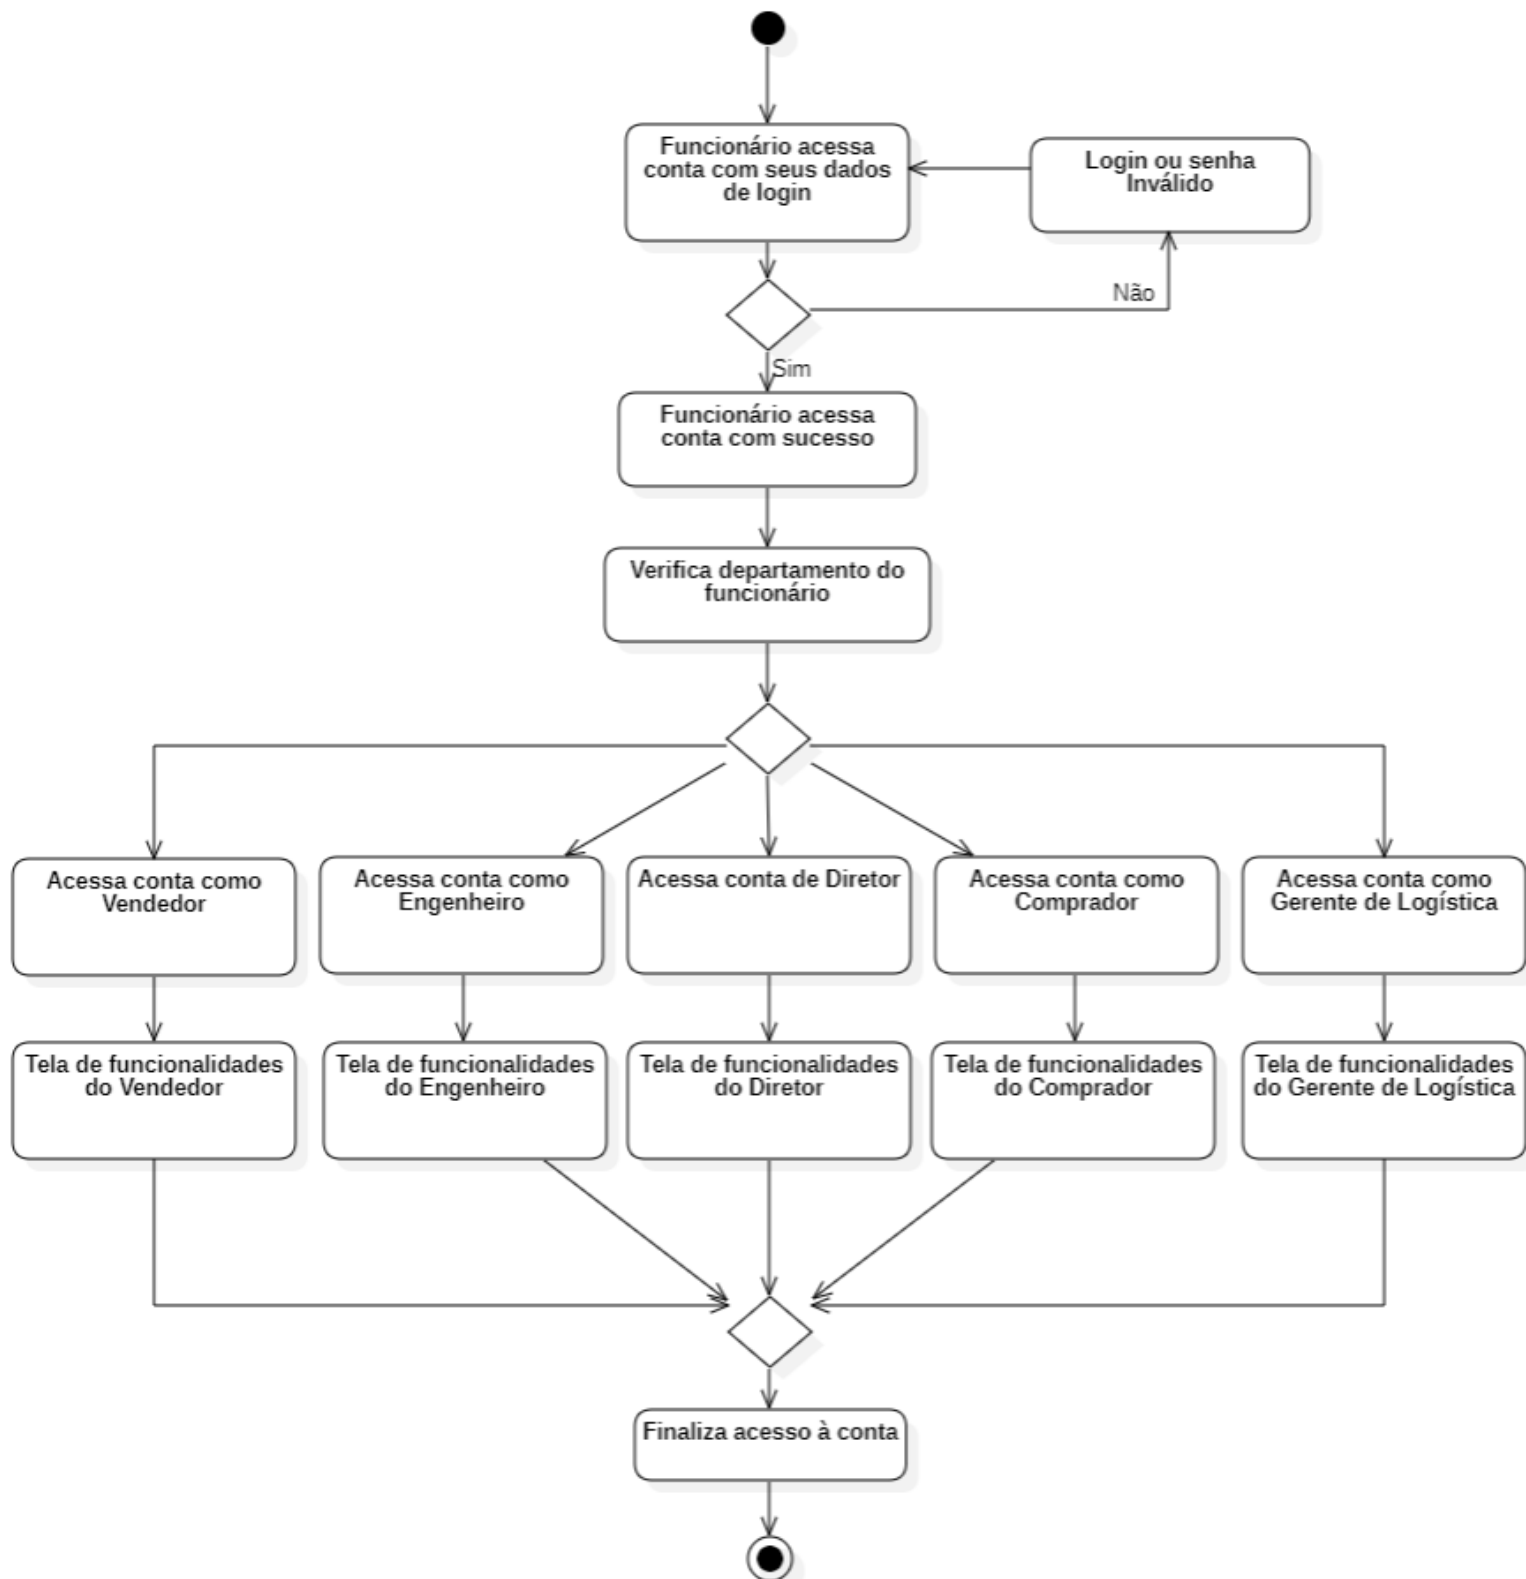 Funcionário acessa
conta com seus dados
de login
Login ou senha
Inválido
Não
Sim
Funcionário acessa
conta com sucesso
Verifica departamento do
funcionário
Acessa conta como
Vendedor
Acessa conta como
Engenheiro
Acessa conta de Diretor
Acessa conta como
Comprador
Acessa conta como
Gerente de Logística
Tela de funcionalidades
do Vendedor
Tela de funcionalidades
do Engenheiro
Tela de funcionalidades
do Diretor
Tela de funcionalidades
do Comprador
Tela de funcionalidades
do Gerente de Logística
Finaliza acesso à conta